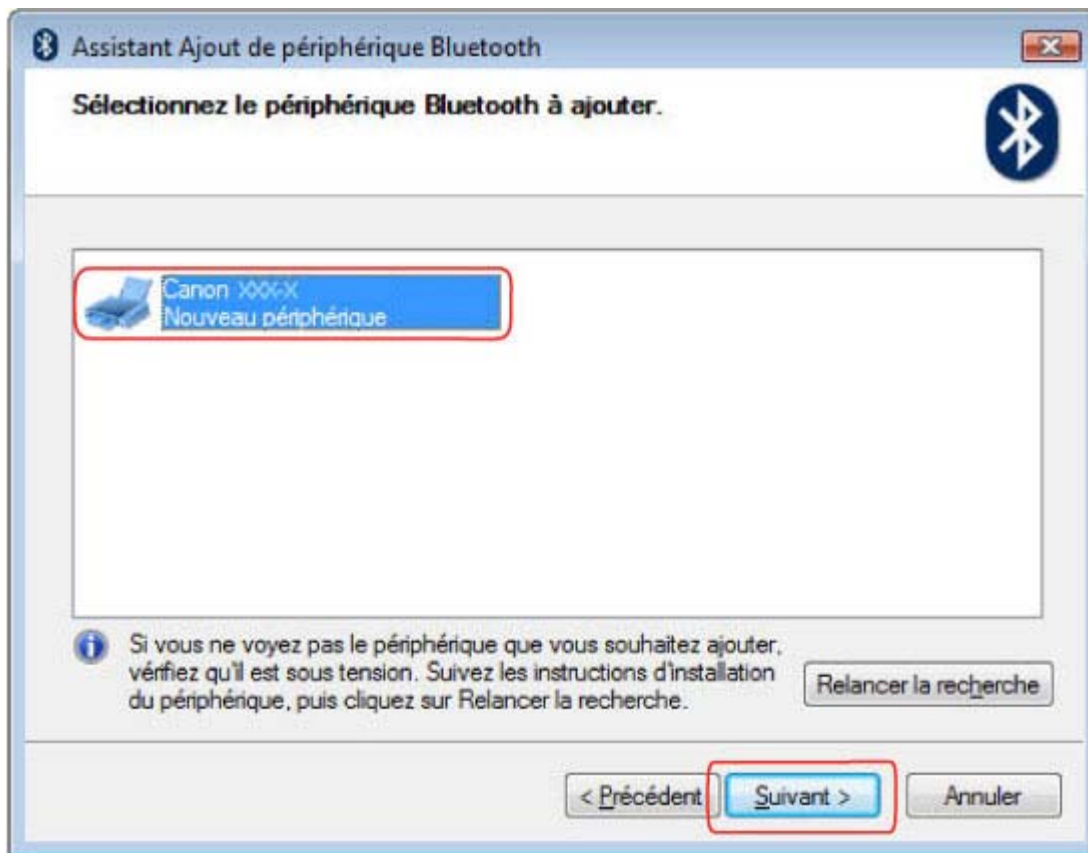 Assistant Ajout de périphérique Bluetooth
Sélectionnez le périphérique Bluetooth à ajouter.
Canon XXX-X
Nouveau périphérique
Si vous ne voyez pas le périphérique que vous souhaitez ajouter,
vérifiez qu'il est sous tension. Suivez les instructions d'installation
du périphérique, puis cliquez sur Relancer la recherche.
Relancer la recherche
< Précédent
Suivant >
Annuler